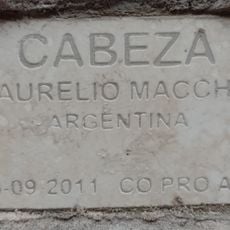 CABEZA
AURELIO MACCH
ARGENTINA
-09-2011 CO PRO A